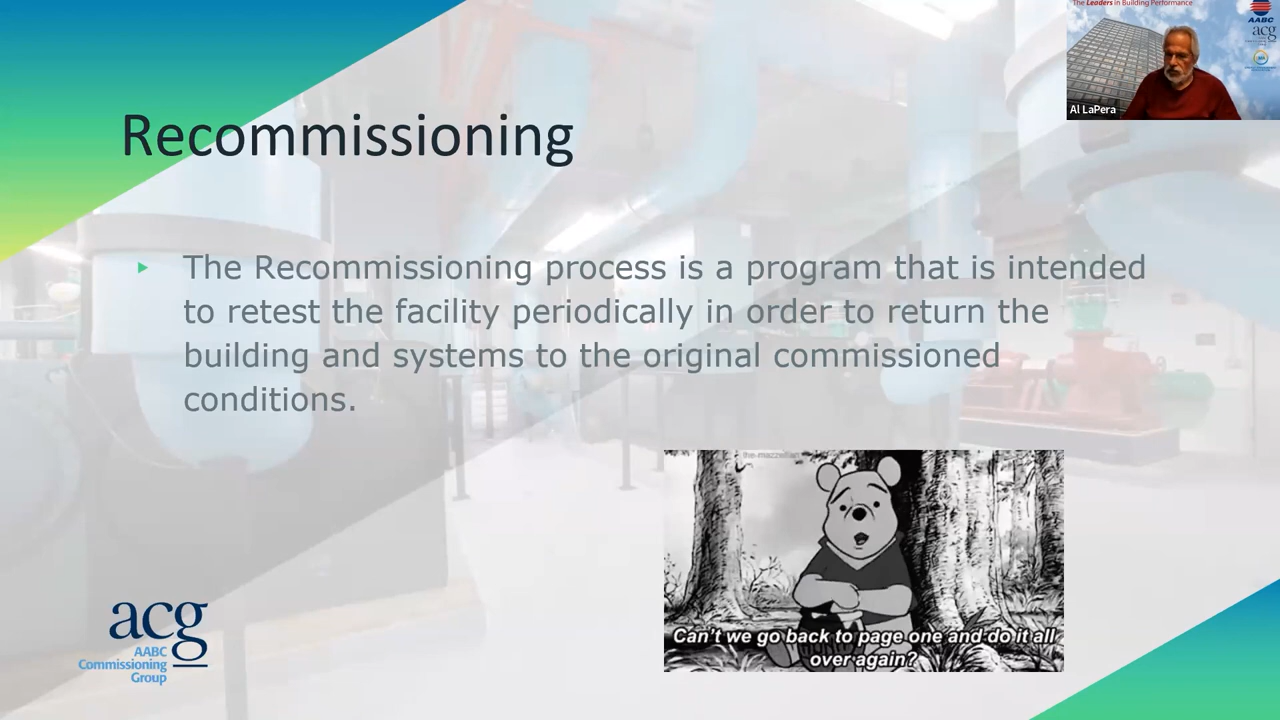 The Leaders in Building Performance
AABC
acg
Al LaPera
Recommissioning
The Recommissioning process is a program that is intended
to retest the facility periodically in order to return the
building and systems to the original commissioned
conditions.
Can't we go back to page one and do it all
over again?
acg
AABC
Commissioning
Group